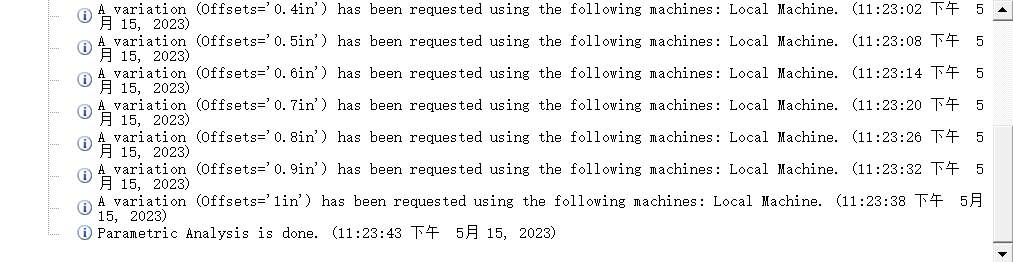 A variation (Offsets='0.4in') has been requested using the following machines: Local Machine. (11:23:02 下午  5
月 15, 2023)
A variation (Offsets='0.5in') has been requested using the following machines: Local Machine. (11:23:08 下午  5
月 15, 2023)
A variation (Offsets='0.6in') has been requested using the following machines: Local Machine. (11:23:14 下午  5
月 15, 2023)
A variation (Offsets='0.7in') has been requested using the following machines: Local Machine. (11:23:20 下午  5
月 15, 2023)
A variation (Offsets='0.8in') has been requested using the following machines: Local Machine. (11:23:26 下午  5
月 15, 2023)
A variation (Offsets='0.9in') has been requested using the following machines: Local Machine. (11:23:32 下午  5
月 15, 2023)
A variation (Offsets='1in') has been requested using the following machines: Local Machine. (11:23:38 下午  5月
15, 2023)
Parametric Analysis is done. (11:23:43 下午  5月 15, 2023)